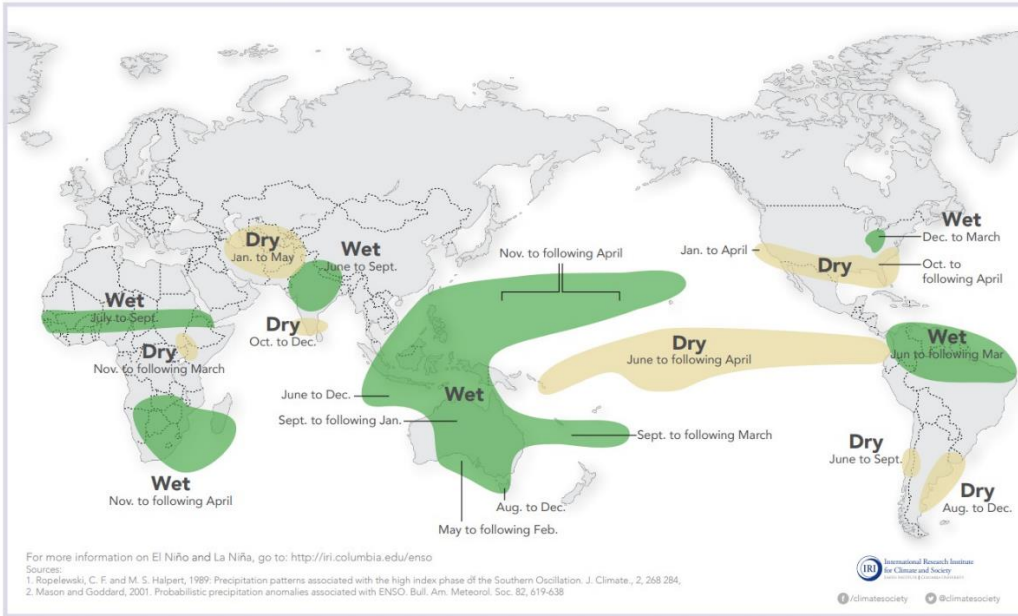 Wet
Dec. to March
Dry
Jan. to May
Wet
June to Sept.
Nov. to following April
Jan. to April
Dry
Oct. to
following April
Wet
July to Sept.
Dry
Oct. to Dec.
Dry
Nov. to following March
Dry
June to following April
Wet
Jun to following Mar
June to Dec.
Wet
Sept. to following Jan.
Sept. to following March
Wet
Nov. to following April
Dry
June to Sept.
Dry
Aug. to Dec.
Aug. to Dec.
May to following Feb.
For more information on El Niño and La Niña, go to: http://iri.columbia.edu/enso
Sources:
1. Ropelewski, C. F. and M. S. Halpert, 1989: Precipitation patterns associated with the high index phase of the Southern Oscillation. J. Climate., 2, 268 284,
2. Mason and Goddard, 2001. Probabilistic precipitation anomalies associated with ENSO. Bull. Am. Meteorol. Soc. 82, 619-638
IRI
International Research Institute
for Climate and Society
/climatesociety
@climatesociety